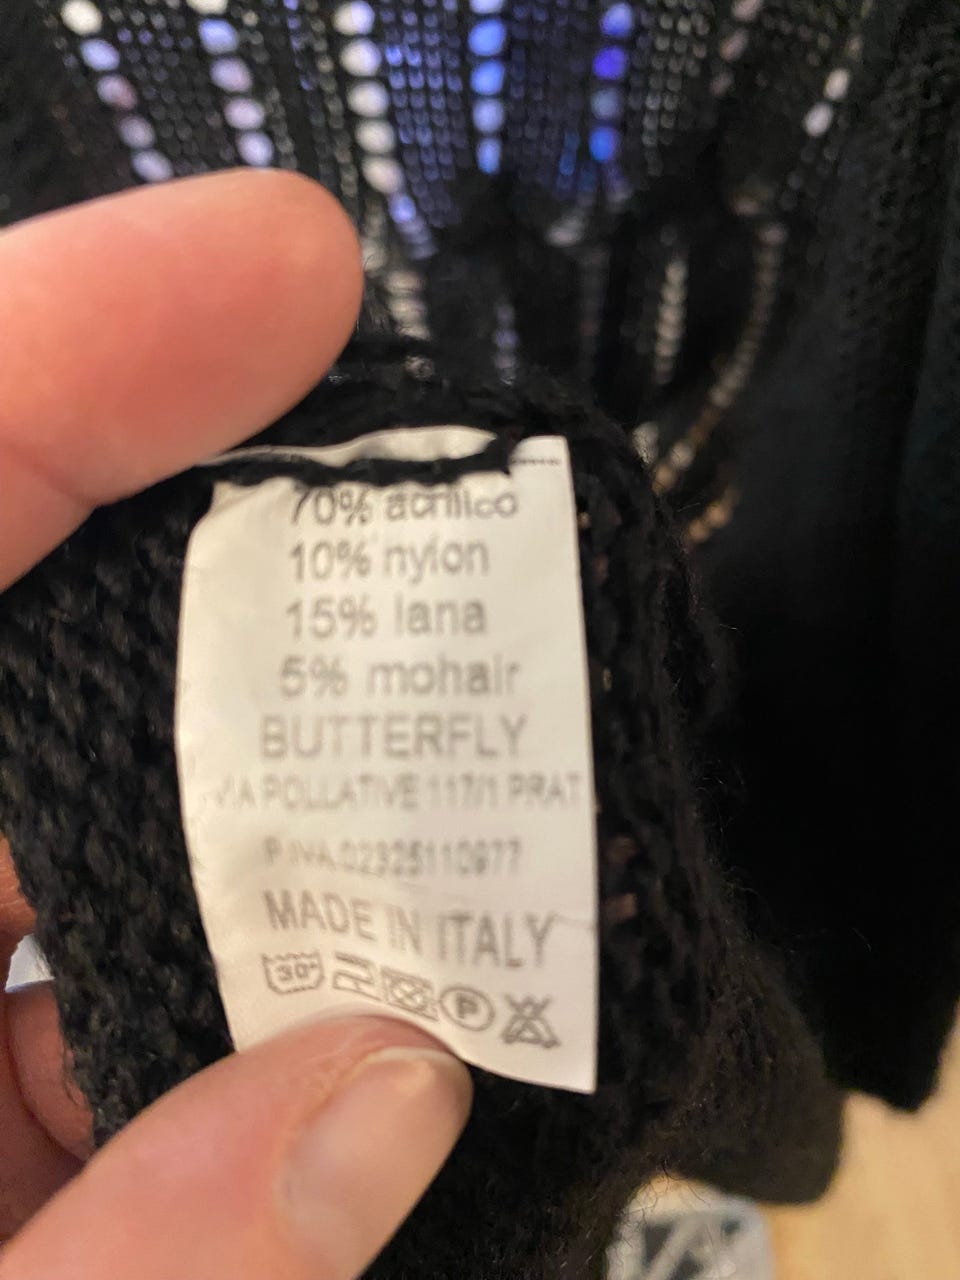 70% acrilico
10% nylon
15% lana
5% mohair
BUTTERFLY
VIA POLLATIVE 117/1 PRAT
P.IVA.02325110977
MADE IN ITALY
30° P